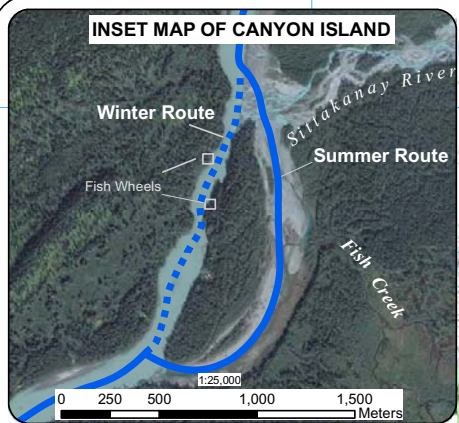 INSET MAP OF CANYON ISLAND
Sittakanay River
Winter Route
Summer Route
Fish Wheels
Fish Creek
1:25,000
0 250 500 1,000 1,500
Meters